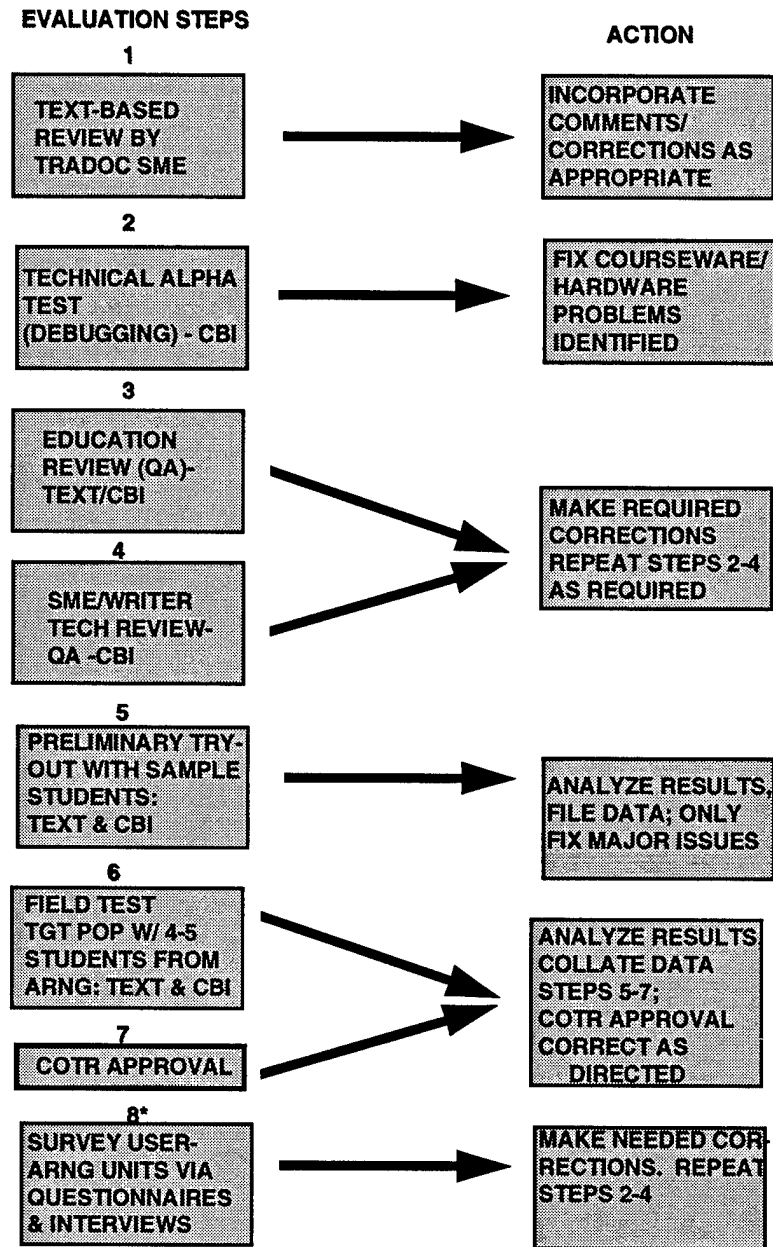 EVALUATION STEPS
ACTION
1
TEXT-BASED
REVIEW BY
TRADOC SME
INCORPORATE
COMMENTS/
CORRECTIONS AS
APPROPRIATE
2
TECHNICAL ALPHA
TEST
(DEBUGGING) - CBI
FIX COURSEWARE/
HARDWARE
PROBLEMS
IDENTIFIED
3
EDUCATION
REVIEW (QA)-
TEXT/CBI
4
SME/WRITER
TECH REVIEW-
QA -CBI
MAKE REQUIRED
CORRECTIONS
REPEAT STEPS 2-4
AS REQUIRED
5
PRELIMINARY TRY-
OUT WITH SAMPLE
STUDENTS:
TEXT & CBI
ANALYZE RESULTS,
FILE DATA; ONLY
FIX MAJOR ISSUES
6
FIELD TEST
TGT POP W/ 4-5
STUDENTS FROM
ARNG: TEXT & CBI
7
COTR APPROVAL
ANALYZE RESULTS,
COLLATE DATA
STEPS 5-7;
COTR APPROVAL
CORRECT AS
DIRECTED
8*
SURVEY USER-
ARNG UNITS VIA
QUESTIONNAIRES
& INTERVIEWS
MAKE NEEDED COR-
RECTIONS. REPEAT
STEPS 2-4